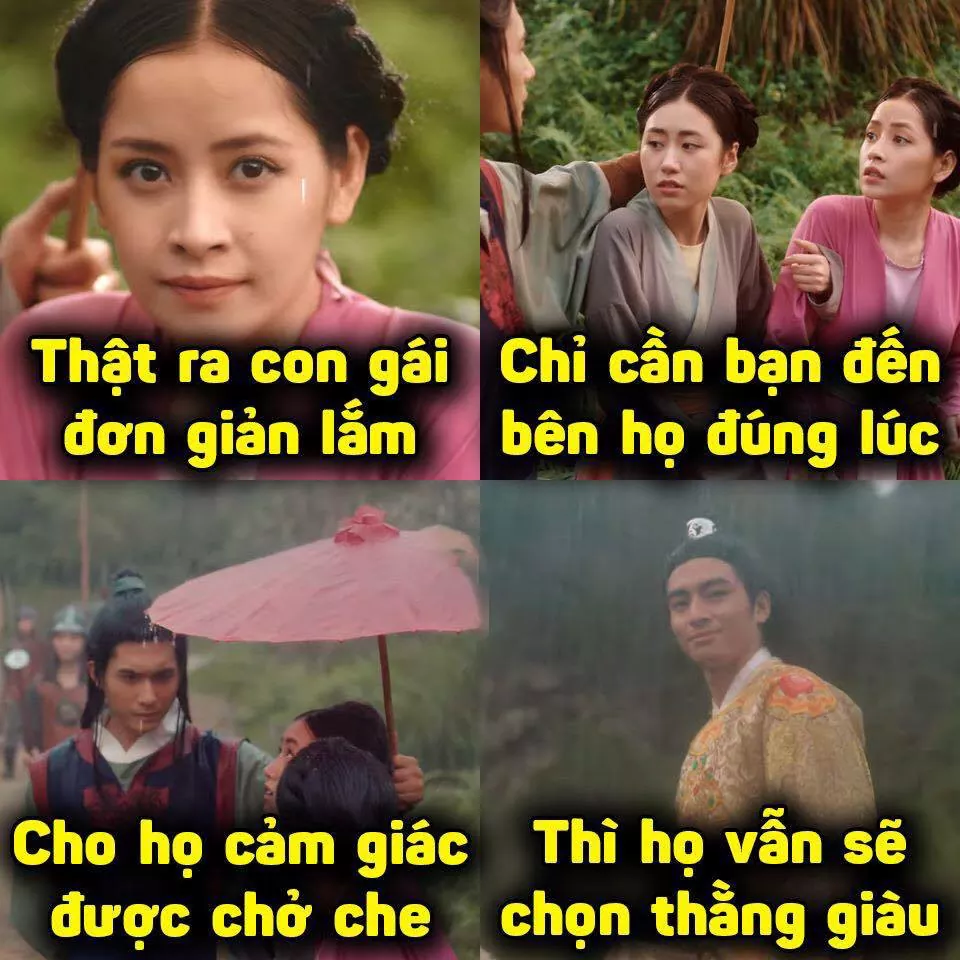 Thật ra con gái
đơn giản lắm
Chỉ cần bạn đến
bên họ đúng lúc
Cho họ cảm giác
được chở che
Thì họ vẫn sẽ
chọn thằng giàu